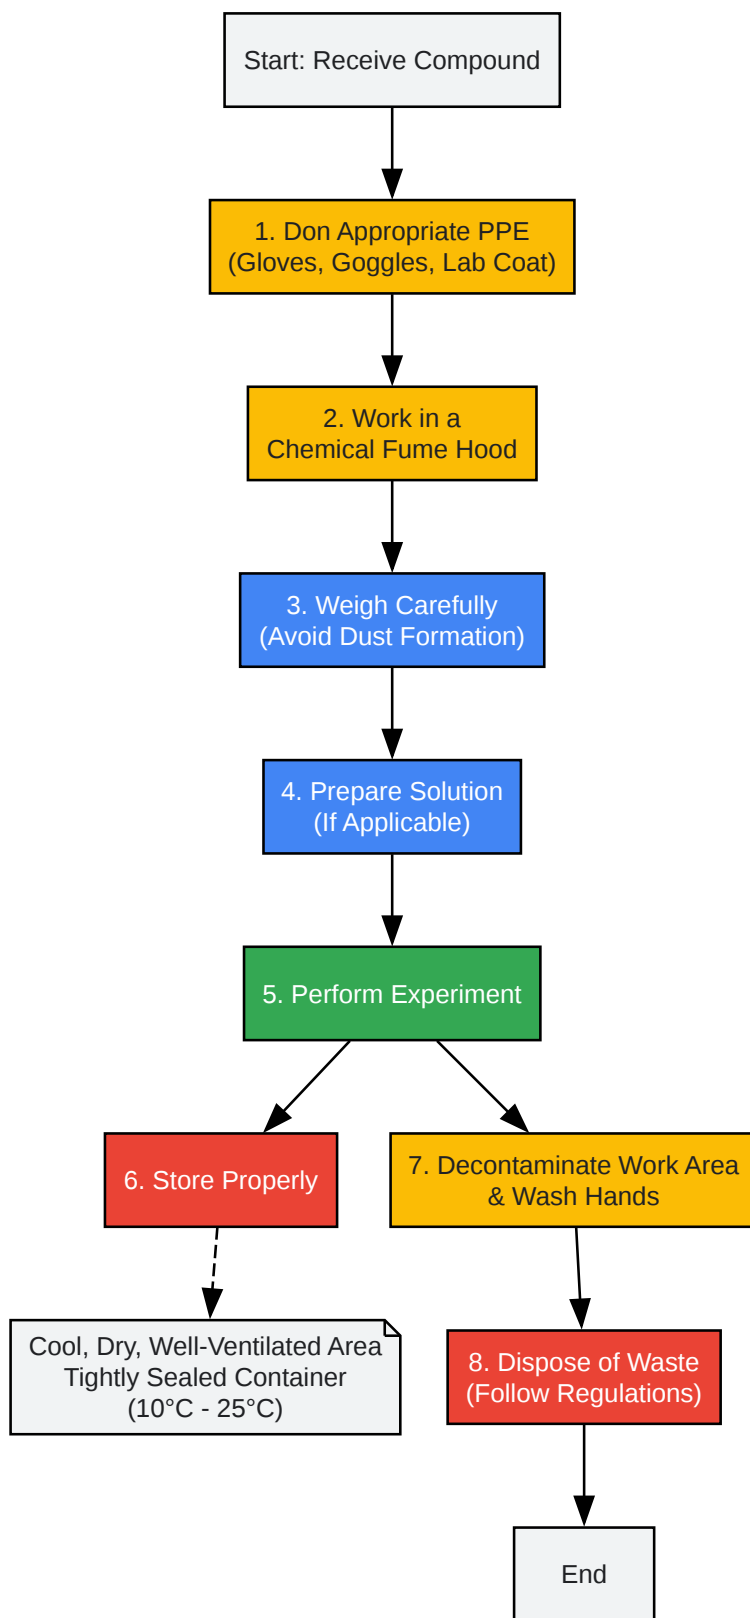 Start: Receive Compound
1. Don Appropriate PPE
(Gloves, Goggles, Lab Coat)
2. Work in a
Chemical Fume Hood
3. Weigh Carefully
(Avoid Dust Formation)
4. Prepare Solution
(If Applicable)
5. Perform Experiment
6. Store Properly
7. Decontaminate Work Area
& Wash Hands
Cool, Dry, Well-Ventilated Area
Tightly Sealed Container
(10°C - 25°C)
8. Dispose of Waste
(Follow Regulations)
End